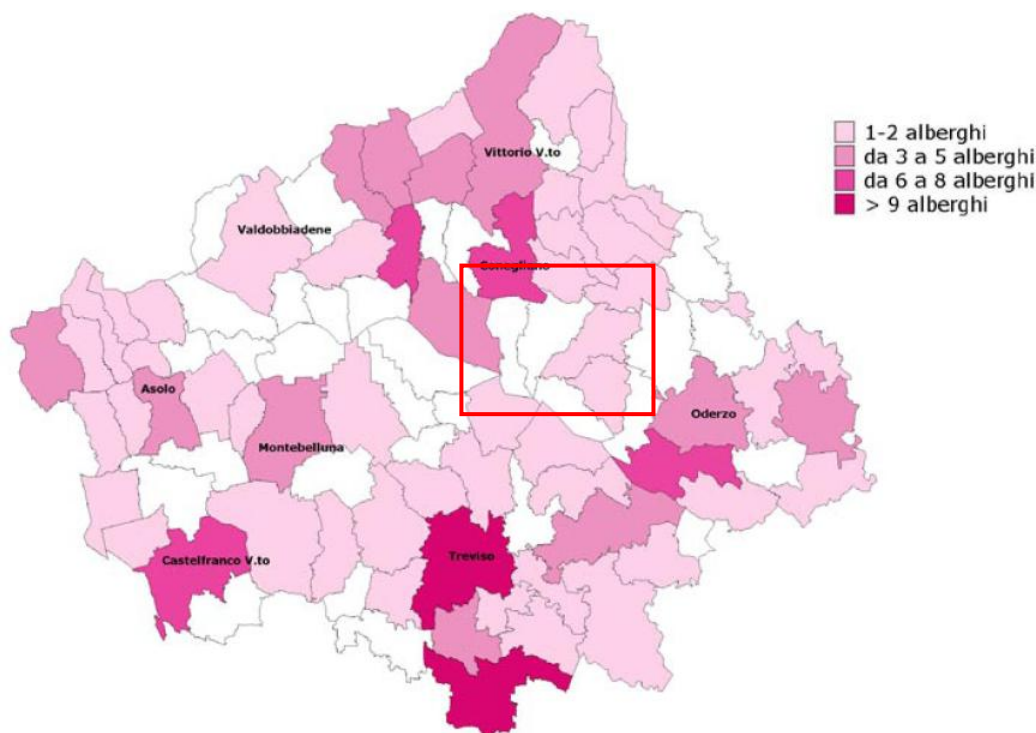 1-2 alberghi
da 3 a 5 alberghi
da 6 a 8 alberghi
> 9 alberghi
Vittorio V.to
Valdobbiadene
Conegliano
Asolo
Oderzo
Montebelluna
Treviso
Castelfranco V.to